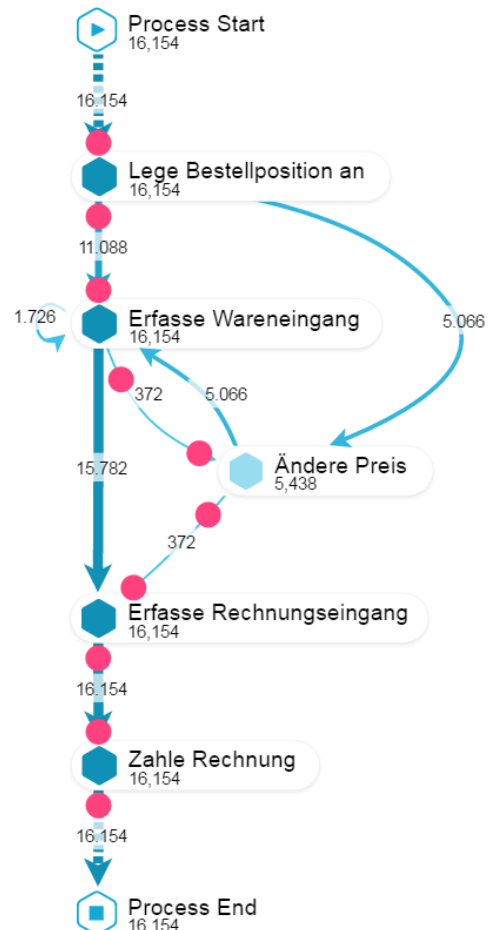 Process Start
16,154
16.154
Lege Bestellposition an
16,154
11.088
5.066
1.726
Erfasse Wareneingang
16,154
372
5.066
15.782
Ändere Preis
5,438
372
Erfasse Rechnungseingang
16,154
16.154
Zahle Rechnung
16,154
16.154
Process End
16,154